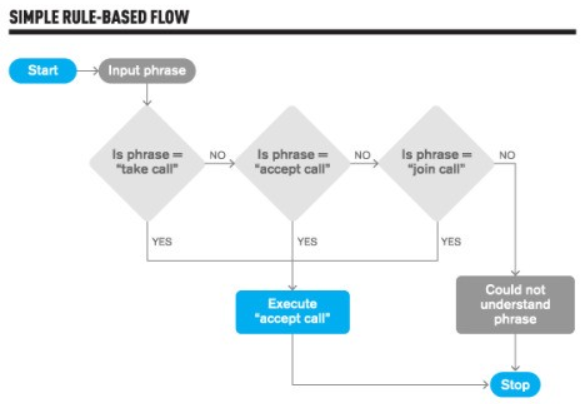 SIMPLE RULE-BASED FLOW
Start
Input phrase
Is phrase =
"take call"
NO
Is phrase =
"accept call"
NO
Is phrase =
"join call"
NO
YES
YES
YES
Execute
"accept call"
Could not
understand
phrase
Stop